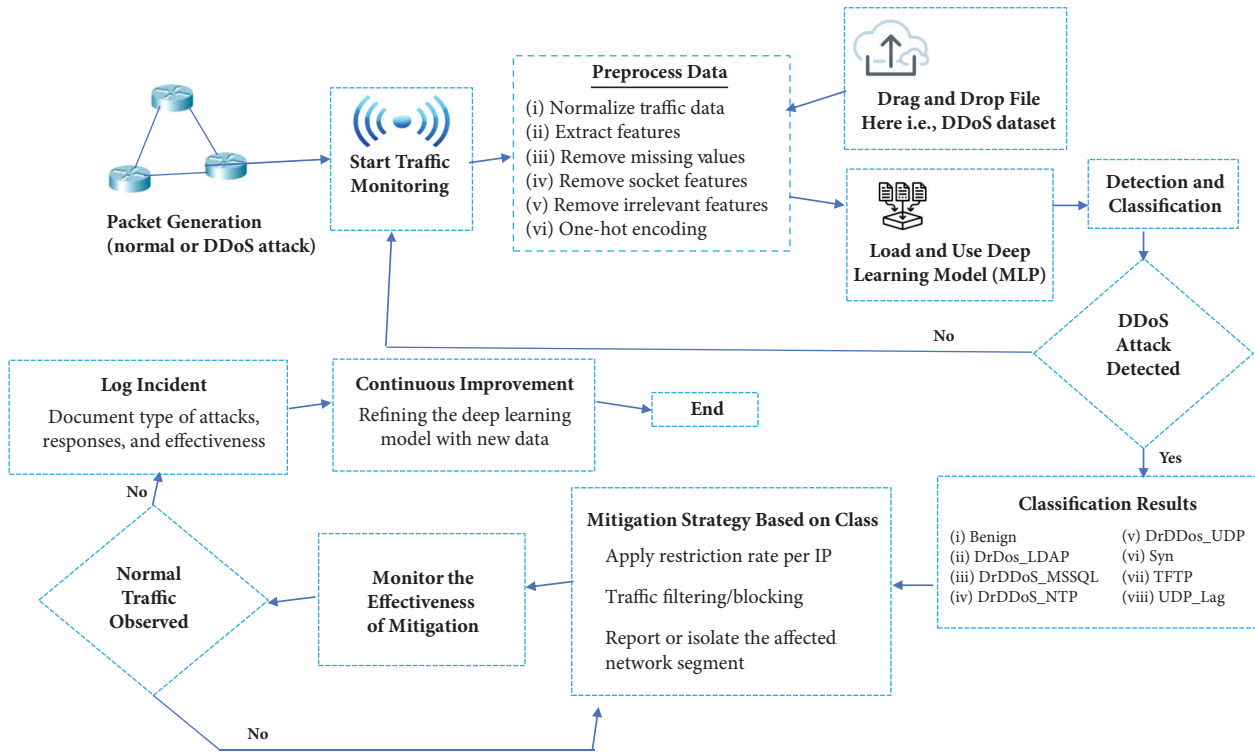 Packet Generation
(normal or DDoS attack)
Start Traffic
Monitoring
Preprocess Data
(i) Normalize traffic data
(ii) Extract features
(iii) Remove missing values
(iv) Remove socket features
(v) Remove irrelevant features
(vi) One-hot encoding
Drag and Drop File
Here i.e., DDoS dataset
Load and Use Deep
Learning Model (MLP)
Detection and
Classification
DDoS
Attack
Detected
No
Yes
Classification Results
(i) Benign
(ii) DrDos_LDAP
(iii) DrDDoS_MSSQL
(iv) DrDDoS_NTP
(v) DrDDos_UDP
(vi) Syn
(vii) TFTP
(viii) UDP_Lag
Mitigation Strategy Based on Class
Apply restriction rate per IP
Traffic filtering/blocking
Report or isolate the affected
network segment
Monitor the
Effectiveness
of Mitigation
Normal
Traffic
Observed
No
No
Log Incident
Document type of attacks,
responses, and effectiveness
Continuous Improvement
Refining the deep learning
model with new data
End